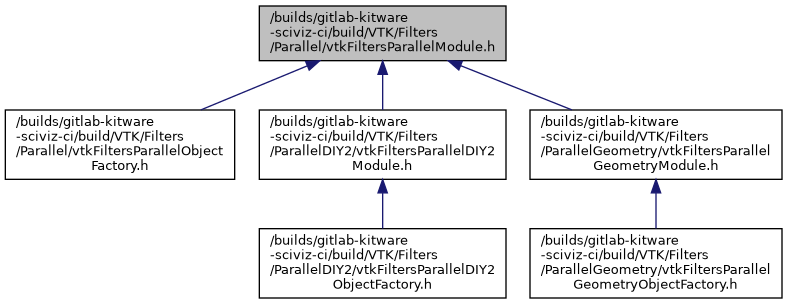 /builds/gitlab-kitware
-sciviz-ci/build/VTK/Filters
/Parallel/vtkFiltersParallelModule.h
/builds/gitlab-kitware
-sciviz-ci/build/VTK/Filters
/Parallel/vtkFiltersParallelObject
Factory.h
/builds/gitlab-kitware
-sciviz-ci/build/VTK/Filters
/ParallelDIY2/vtkFiltersParallelDIY2
Module.h
/builds/gitlab-kitware
-sciviz-ci/build/VTK/Filters
/ParallelGeometry/vtkFiltersParallel
GeometryModule.h
/builds/gitlab-kitware
-sciviz-ci/build/VTK/Filters
/ParallelDIY2/vtkFiltersParallelDIY2
ObjectFactory.h
/builds/gitlab-kitware
-sciviz-ci/build/VTK/Filters
/ParallelGeometry/vtkFiltersParallel
GeometryObjectFactory.h